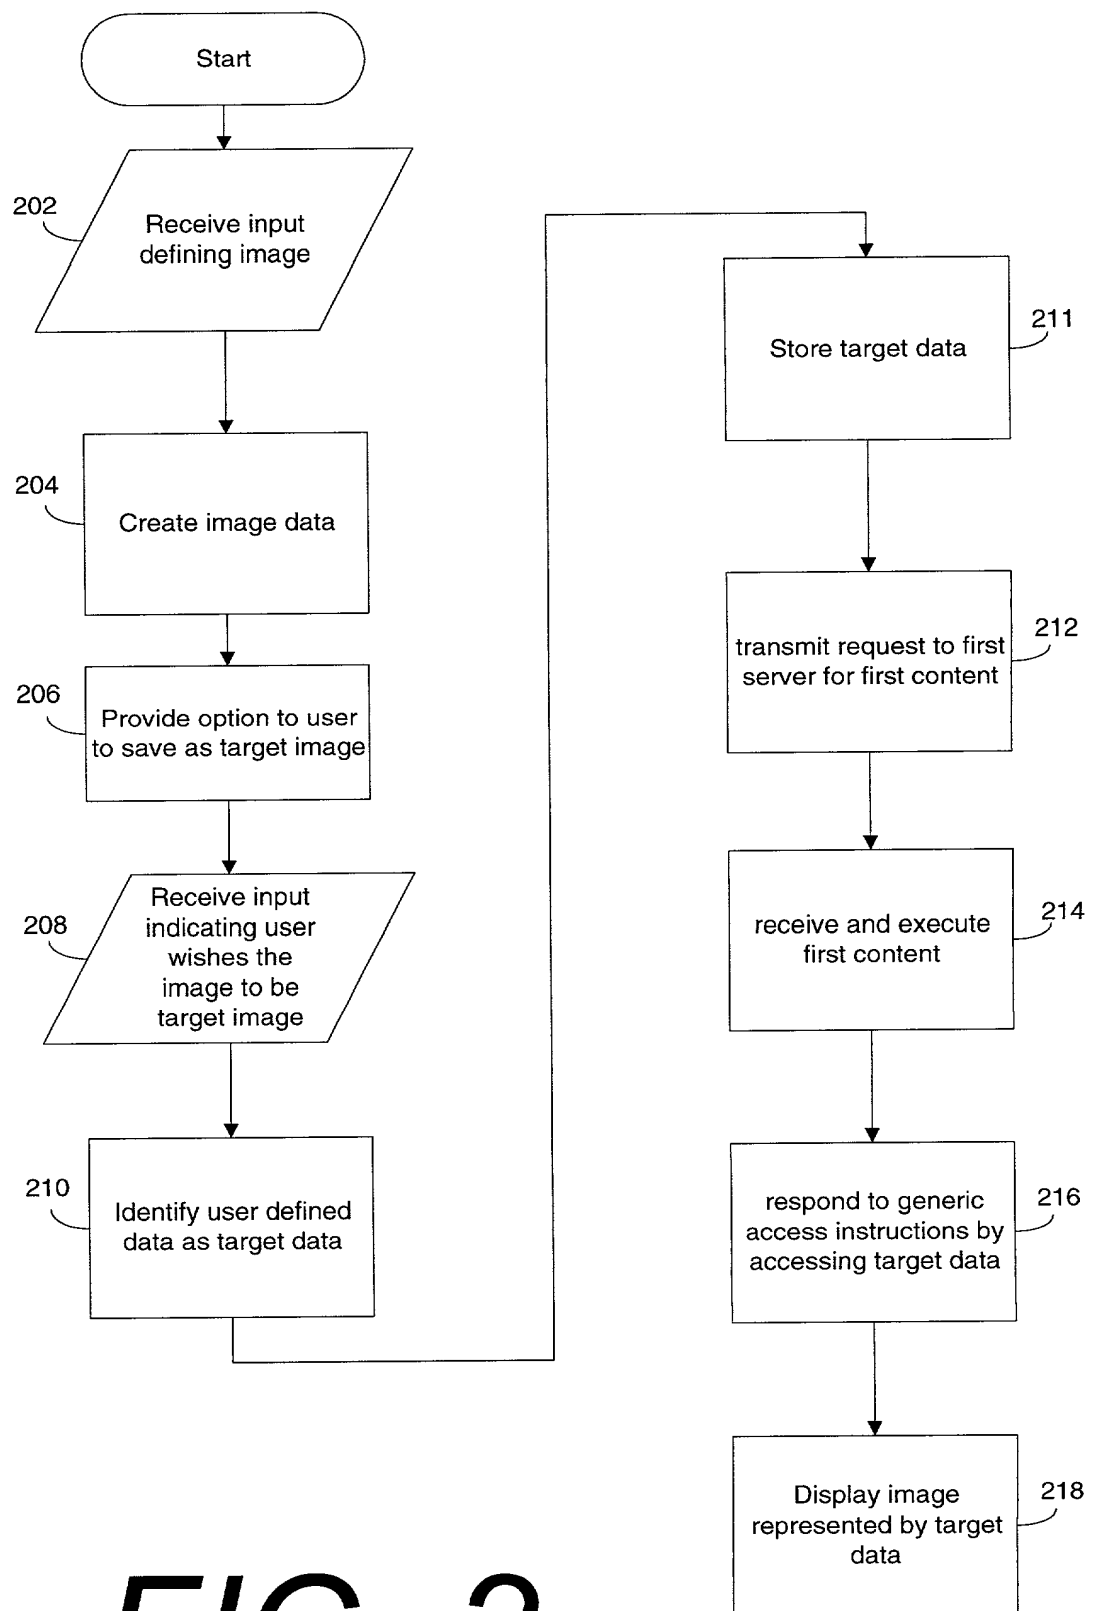 Start
202
Receive input
defining image
204
Create image data
206
Provide option to user
to save as target image
208
Receive input
indicating user
wishes the
image to be
target image
210
Identify user defined
data as target data
211
Store target data
212
transmit request to first
server for first content
214
receive and execute
first content
216
respond to generic
access instructions by
accessing target data
218
Display image
represented by target
data
FIG.